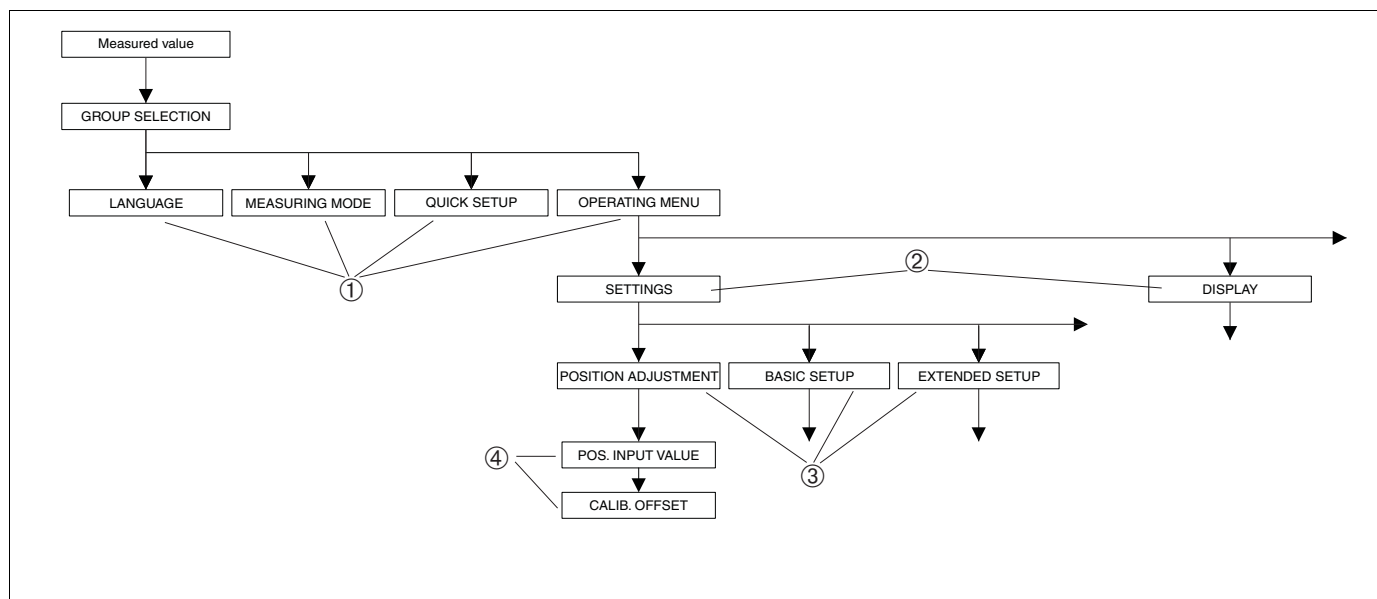 Measured value
GROUP SELECTION
LANGUAGE
MEASURING MODE
QUICK SETUP
OPERATING MENU
①
SETTINGS
②
DISPLAY
POSITION ADJUSTMENT
BASIC SETUP
EXTENDED SETUP
④
POS. INPUT VALUE
③
CALIB. OFFSET